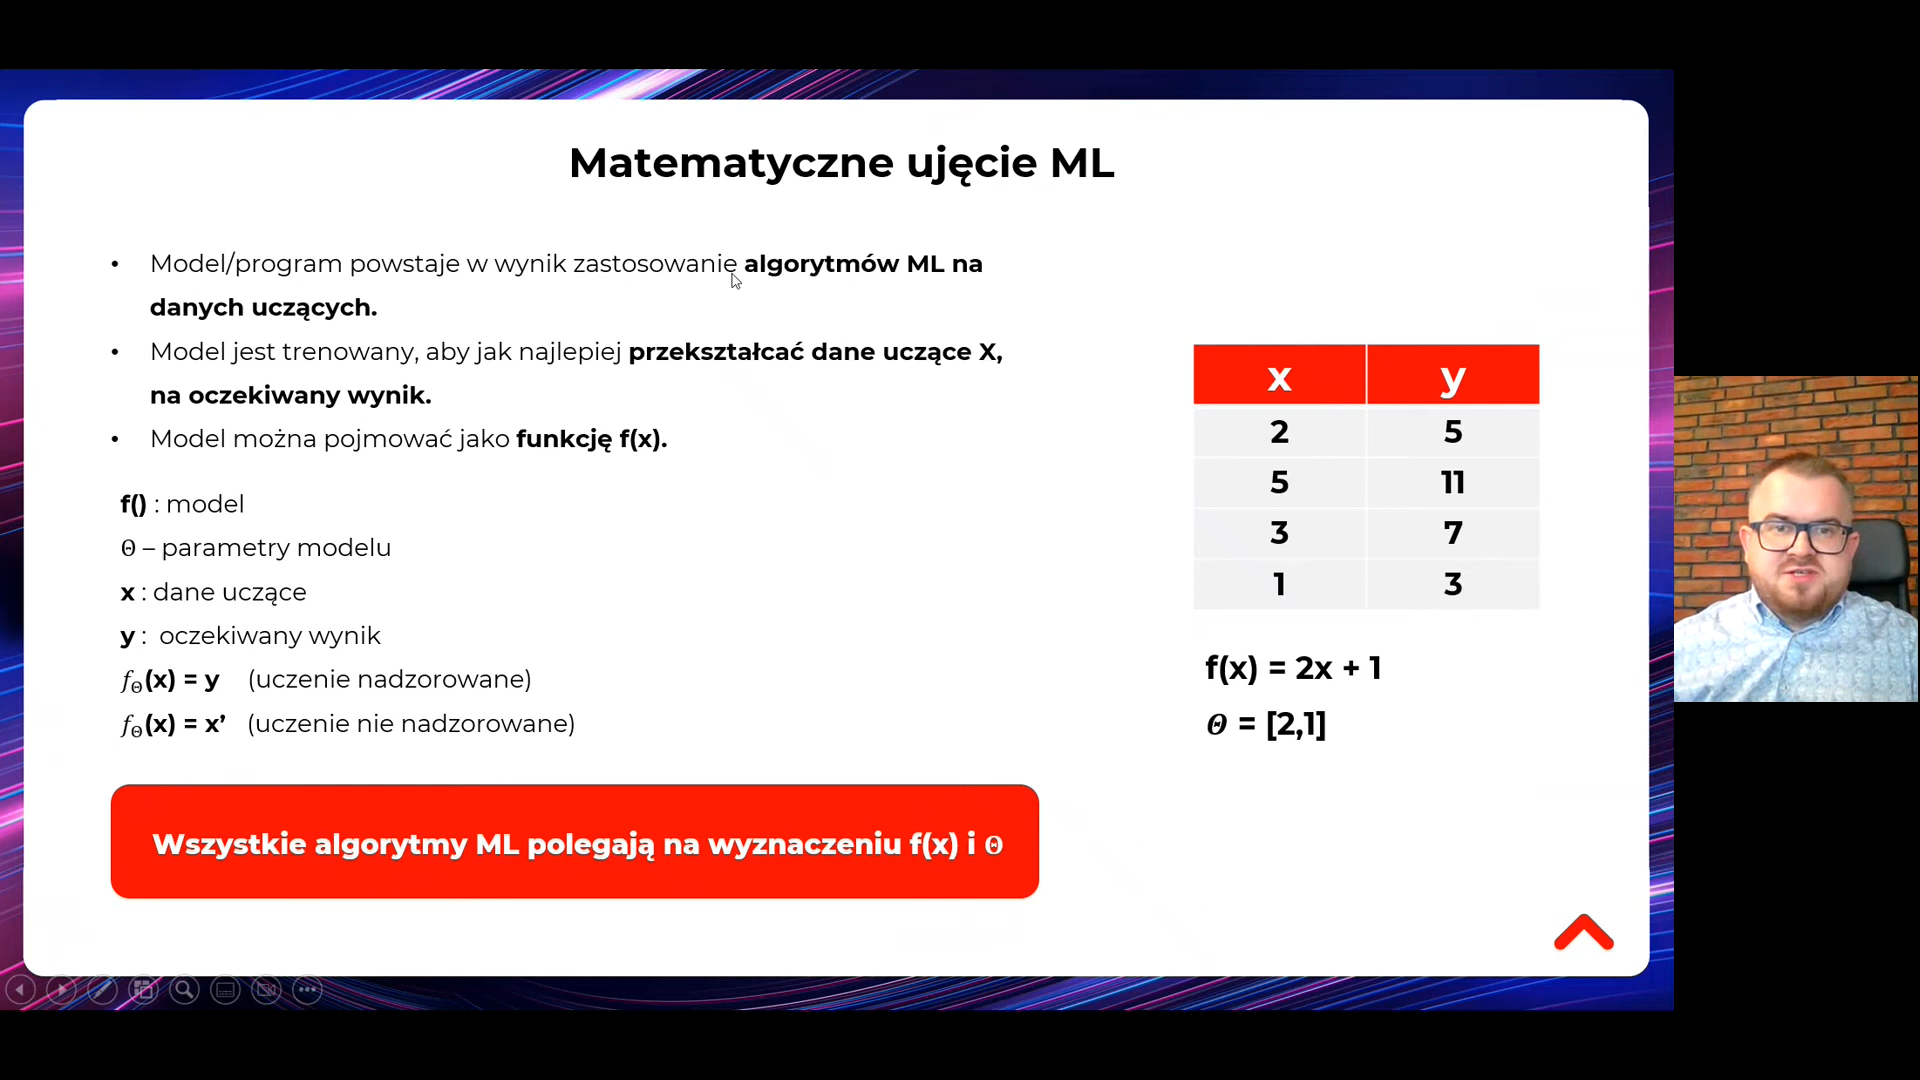 Matematyczne ujęcie ML
• Model/program powstaje w wynik zastosowanie algorytmów ML na
danych uczących.
• Model jest trenowany, aby jak najlepiej przekształcać dane uczące X,
na oczekiwany wynik.
• Model można pojmować jako funkcję f(x).
f() : model
Θ – parametry modelu
x : dane uczące
y : oczekiwany wynik
fΘ(x) = y (uczenie nadzorowane)
fΘ(x) = x’ (uczenie nie nadzorowane)
Wszystkie algorytmy ML polegają na wyznaczeniu f(x) i Θ
x y
2 5
5 11
3 7
1 3
f(x) = 2x + 1
Θ = [2,1]